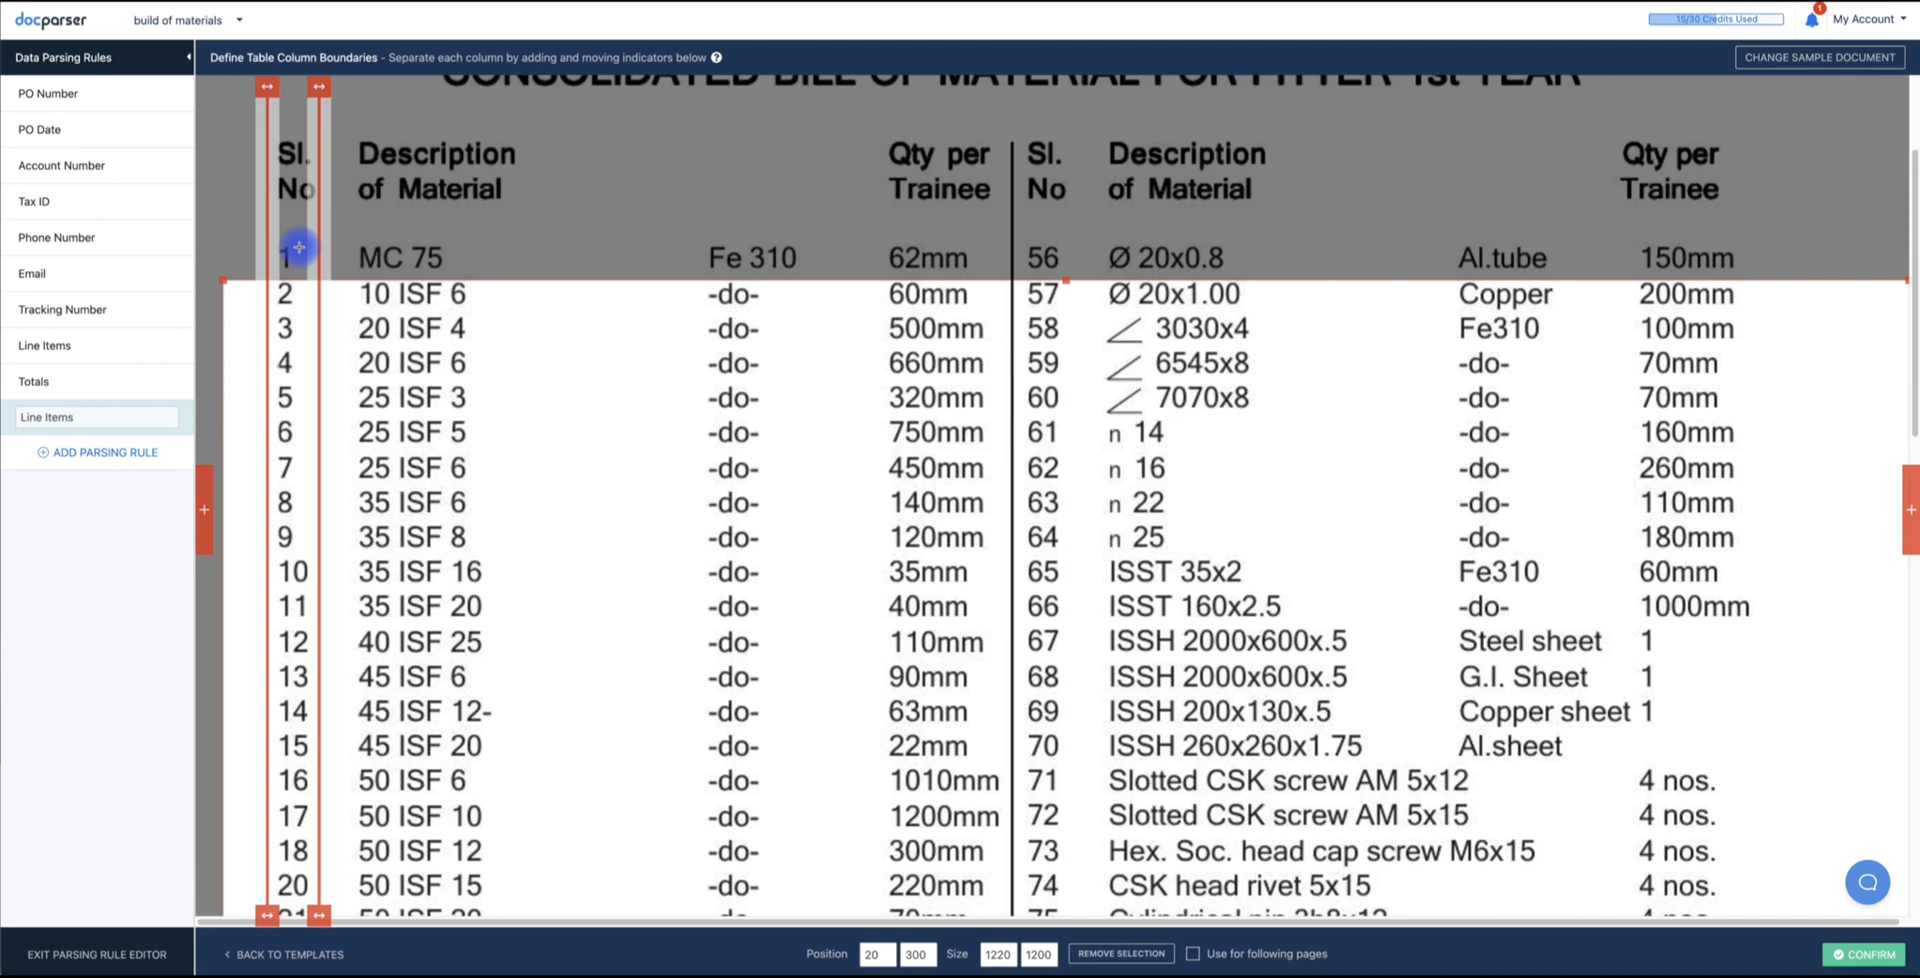 docparser
build of materials
15/30 Credits Used
1
My Account
Data Parsing Rules
Define Table Column Boundaries - Separate each column by adding and moving indicators below
CHANGE SAMPLE DOCUMENT
PO Number
PO Date
Account Number
Tax ID
Phone Number
Email
Tracking Number
Line Items
Totals
Line Items
ADD PARSING RULE
CONSOLIDATED BILL OF MATERIAL FOR FITTER 1st YEAR
Sl. Description Qty per Sl. Description Qty per
No of Material Trainee No of Material Trainee
1 MC 75 Fe 310 62mm 56 Ø 20x0.8 Al.tube 150mm
2 10 ISF 6 -do- 60mm 57 Ø 20x1.00 Copper 200mm
3 20 ISF 4 -do- 500mm 58 3030x4 Fe310 100mm
4 20 ISF 6 -do- 660mm 59 6545x8 -do- 70mm
5 25 ISF 3 -do- 320mm 60 7070x8 -do- 70mm
6 25 ISF 5 -do- 750mm 61 n 14 -do- 160mm
7 25 ISF 6 -do- 450mm 62 n 16 -do- 260mm
8 35 ISF 6 -do- 140mm 63 n 22 -do- 110mm
9 35 ISF 8 -do- 120mm 64 n 25 -do- 180mm
10 35 ISF 16 -do- 35mm 65 ISST 35x2 Fe310 60mm
11 35 ISF 20 -do- 40mm 66 ISST 160x2.5 -do- 1000mm
12 40 ISF 25 -do- 110mm 67 ISSH 2000x600x.5 Steel sheet 1
13 45 ISF 6 -do- 90mm 68 ISSH 2000x600x.5 G.I. Sheet 1
14 45 ISF 12- -do- 63mm 69 ISSH 200x130x.5 Copper sheet 1
15 45 ISF 20 -do- 22mm 70 ISSH 260x260x1.75 Al.sheet
16 50 ISF 6 -do- 1010mm 71 Slotted CSK screw AM 5x12 4 nos.
17 50 ISF 10 -do- 1200mm 72 Slotted CSK screw AM 5x15 4 nos.
18 50 ISF 12 -do- 300mm 73 Hex. Soc. head cap screw M6x15 4 nos.
20 50 ISF 15 -do- 220mm 74 CSK head rivet 5x15 4 nos.
EXIT PARSING RULE EDITOR
BACK TO TEMPLATES
Position 20 300 Size 1220 1200 REMOVE SELECTION Use for following pages
CONFIRM